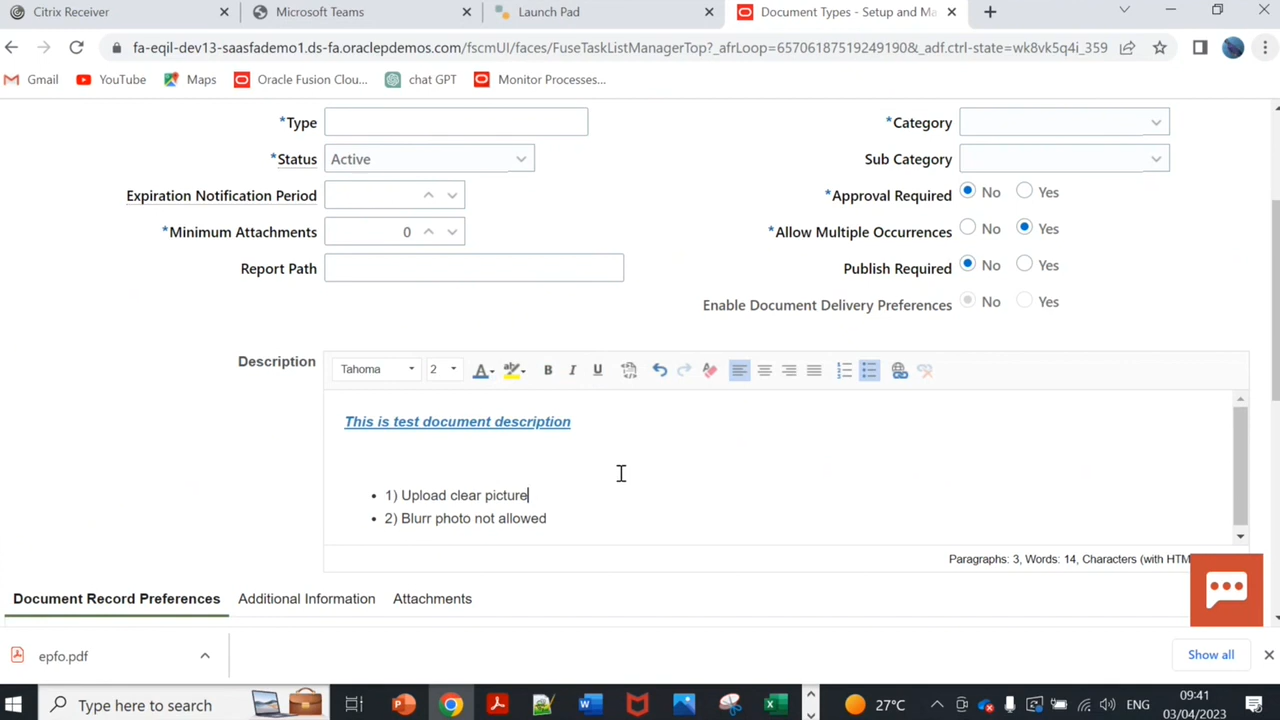 Citrix Receiver
Microsoft Teams
Launch Pad
Document Types - Setup and Ma
fa-eqil-dev13-saasfademo1.ds-fa.oraclepdemos.com/fscmUI/faces/FuseTaskListManagerTop?_afrLoop=65706187519249190&_adf.ctrl-state=wk8vk5q4i_359
Gmail YouTube Maps Oracle Fusion Clou... chat GPT Monitor Processes...
*Type *Category
*Status Active Sub Category
Expiration Notification Period *Approval Required No Yes
*Minimum Attachments 0 *Allow Multiple Occurrences No Yes
Report Path Publish Required No Yes
Enable Document Delivery Preferences No Yes
Description Tahoma 2 A B I U
This is test document description
• 1) Upload clear picture
• 2) Blurr photo not allowed
Paragraphs: 3, Words: 14, Characters (with HTM
Document Record Preferences Additional Information Attachments
epfo.pdf Show all
Type here to search 27°C ENG 09:41
03/04/2023